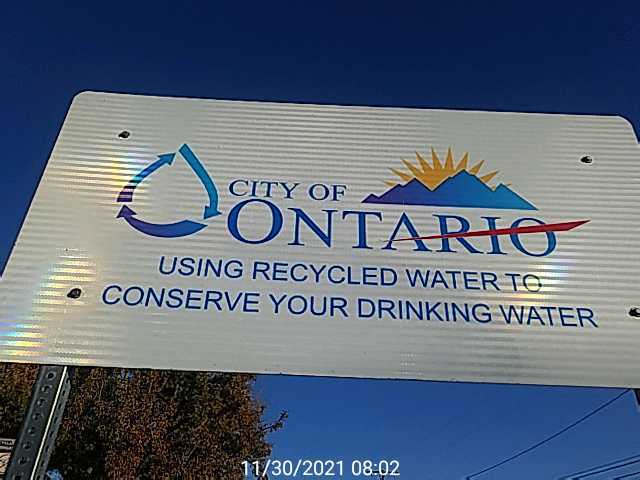 CITY OF
ONTARIO
USING RECYCLED WATER TO
CONSERVE YOUR DRINKING WATER
11/30/2021 08:02